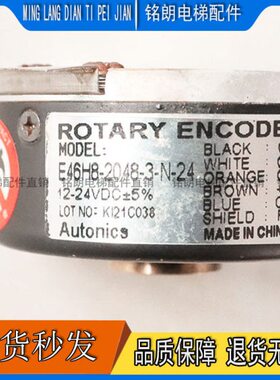 MING LANG DIAN TI PEI JIAN
铭朗电梯配件
ROTARY ENCODE
MODEL:
E46H8-2048-3-N-24
12-24VDC±5%
LOT NO: KI21C038
Autonics
BLACK :
WHITE :
ORANGE :
BROWN :
BLUE :
SHIELD :
MADE IN CHIN
货秒发
品质保障 退货无忧